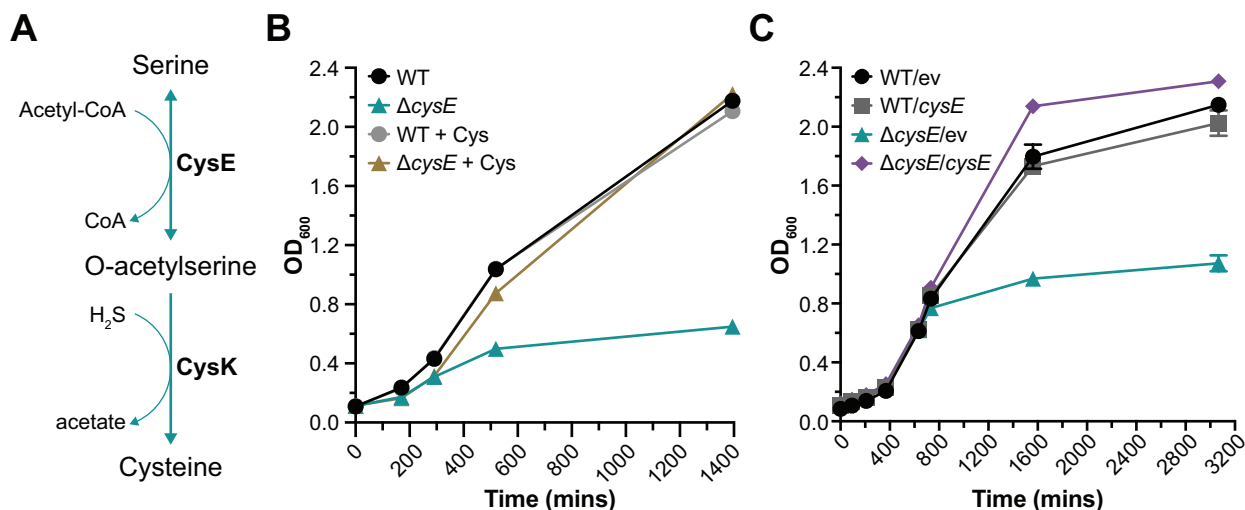 A
Serine
Acetyl-CoA
CysE
CoA
O-acetylserine
H₂S
CysK
acetate
Cysteine
B
2.4
2.0
1.6
1.2
0.8
0.4
0.0
OD₆₀₀
WT
ΔcysE
WT + Cys
ΔcysE + Cys
0 200 400 600 800 1000 1200 1400
Time (mins)
C
2.4
2.0
1.6
1.2
0.8
0.4
0.0
OD₆₀₀
WT/ev
WT/cysE
ΔcysE/ev
ΔcysE/cysE
0 400 800 1200 1600 2000 2400 2800 3200
Time (mins)